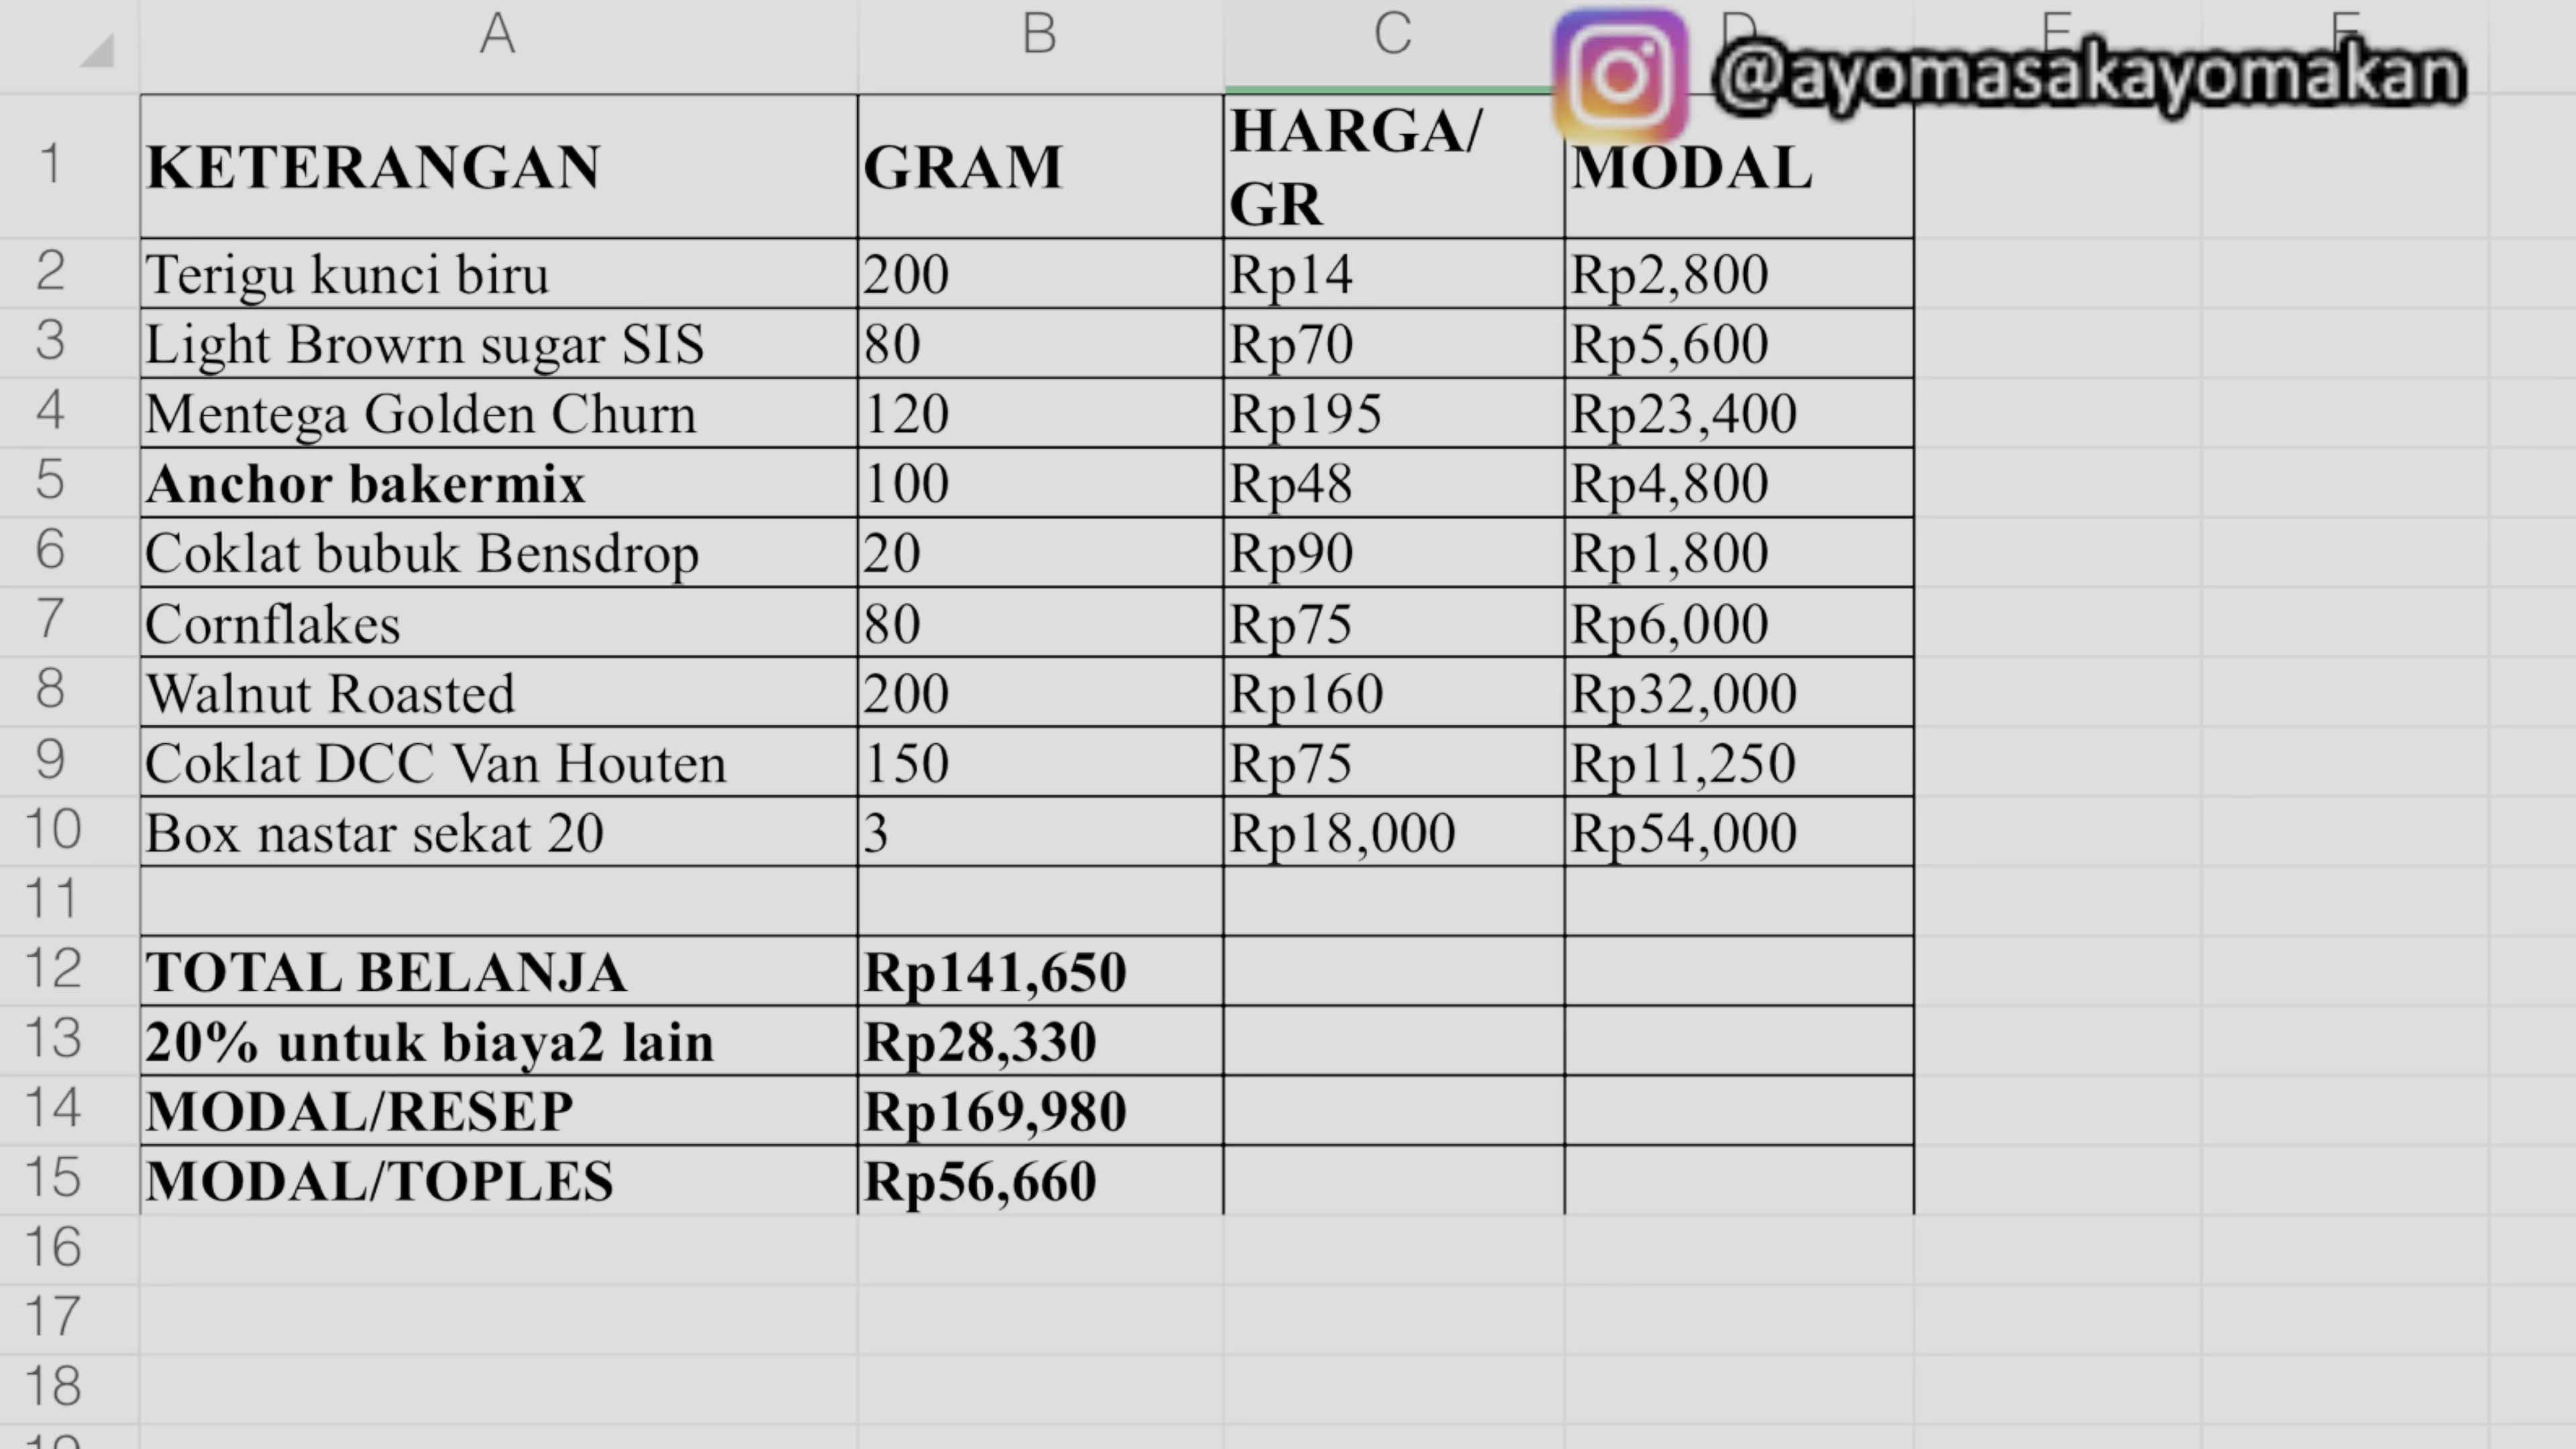 A B C D E F
@ayomasakayomakan
1 KETERANGAN GRAM HARGA/ GR MODAL
2 Terigu kunci biru 200 Rp14 Rp2,800
3 Light Browrn sugar SIS 80 Rp70 Rp5,600
4 Mentega Golden Churn 120 Rp195 Rp23,400
5 Anchor bakermix 100 Rp48 Rp4,800
6 Coklat bubuk Bensdrop 20 Rp90 Rp1,800
7 Cornflakes 80 Rp75 Rp6,000
8 Walnut Roasted 200 Rp160 Rp32,000
9 Coklat DCC Van Houten 150 Rp75 Rp11,250
10 Box nastar sekat 20 3 Rp18,000 Rp54,000
11
12 TOTAL BELANJA Rp141,650
13 20% untuk biaya2 lain Rp28,330
14 MODAL/RESEP Rp169,980
15 MODAL/TOPLES Rp56,660
16
17
18
19